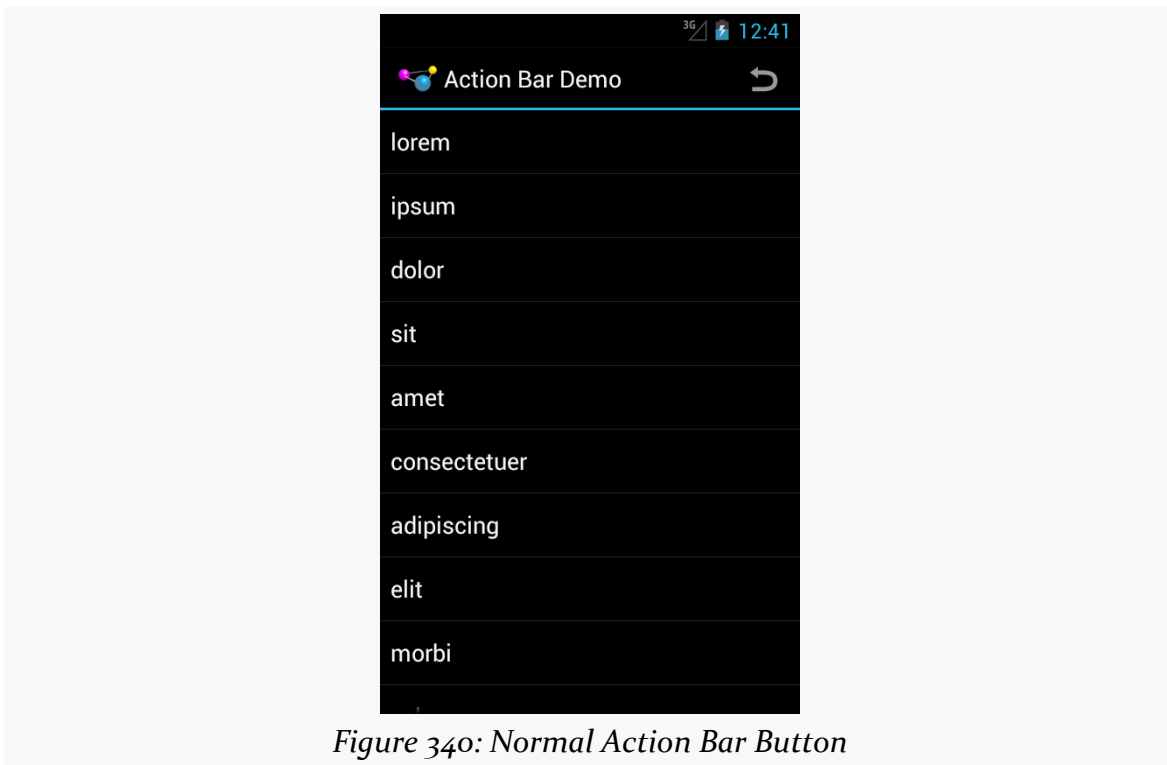 3G 12:41
Action Bar Demo
lorem
ipsum
dolor
sit
amet
consectetuer
adipiscing
elit
morbi
Figure 340: Normal Action Bar Button